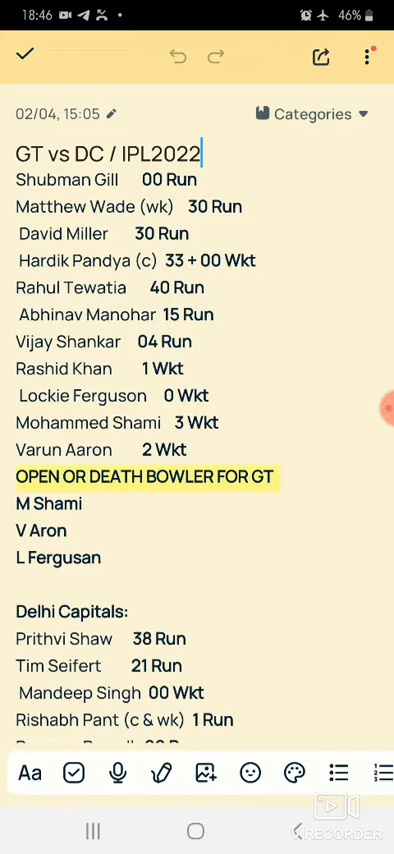 18:46 46%
02/04, 15:05 Categories
GT vs DC / IPL2022
Shubman Gill 00 Run
Matthew Wade (wk) 30 Run
David Miller 30 Run
Hardik Pandya (c) 33 + 00 Wkt
Rahul Tewatia 40 Run
Abhinav Manohar 15 Run
Vijay Shankar 04 Run
Rashid Khan 1 Wkt
Lockie Ferguson 0 Wkt
Mohammed Shami 3 Wkt
Varun Aaron 2 Wkt
OPEN OR DEATH BOWLER FOR GT
M Shami
V Aron
L Fergusan
Delhi Capitals:
Prithvi Shaw 38 Run
Tim Seifert 21 Run
Mandeep Singh 00 Wkt
Rishabh Pant (c & wk) 1 Run
Aa
RECORDER